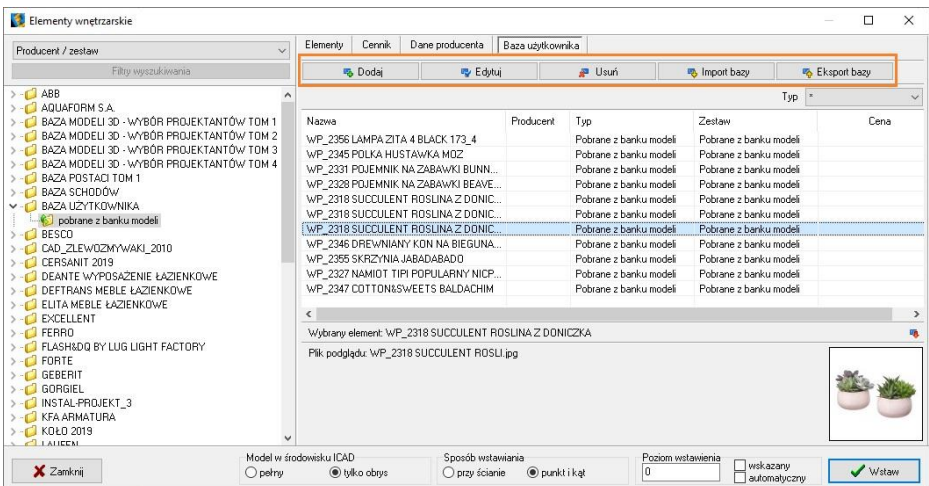 Elementy wnętrzarskie
Producent / zestaw
Filtry wyszukiwania
ABB
AQUAFORM S.A.
BAZA MODELI 3D - WYBÓR PROJEKTANTÓW TOM 1
BAZA MODELI 3D - WYBÓR PROJEKTANTÓW TOM 2
BAZA MODELI 3D - WYBÓR PROJEKTANTÓW TOM 3
BAZA MODELI 3D - WYBÓR PROJEKTANTÓW TOM 4
BAZA POSTACI TOM 1
BAZA SCHODÓW
BAZA UŻYTKOWNIKA
pobrane z banku modeli
BESCO
CAD_ZLEWOZMYWAKI_2010
CERSANIT 2019
DEANTE WYPOSAŻENIE ŁAZIENKOWE
DEFTRANS MEBLE ŁAZIENKOWE
ELITA MEBLE ŁAZIENKOWE
EXCELLENT
FERRO
FLASH&DQ BY LUG LIGHT FACTORY
FORTE
GEBERIT
GORGIEL
INSTAL-PROJEKT_3
KFA ARMATURA
KOŁO 2019
LAUFEN
Elementy Cennik Dane producenta Baza użytkownika
Dodaj Edytuj Usuń Import bazy Eksport bazy
Typ *
Nazwa Producent Typ Zestaw Cena
WP_2356 LAMPA ZITA 4 BLACK 173_4 Pobrane z banku modeli Pobrane z banku modeli
WP_2345 POLKA HUSTAWKA MOZ Pobrane z banku modeli Pobrane z banku modeli
WP_2331 POJEMNIK NA ZABAWKI BUNN... Pobrane z banku modeli Pobrane z banku modeli
WP_2328 POJEMNIK NA ZABAWKI BEAVE... Pobrane z banku modeli Pobrane z banku modeli
WP_2318 SUCCULENT ROSLINA Z DONIC... Pobrane z banku modeli Pobrane z banku modeli
WP_2318 SUCCULENT ROSLINA Z DONIC... Pobrane z banku modeli Pobrane z banku modeli
WP_2318 SUCCULENT ROSLINA Z DONIC... Pobrane z banku modeli Pobrane z banku modeli
WP_2346 DREWNIANY KON NA BIEGUNA... Pobrane z banku modeli Pobrane z banku modeli
WP_2355 SKRZYNIA JABADABADO Pobrane z banku modeli Pobrane z banku modeli
WP_2327 NAMIOT TIPI POPULARNY NICP... Pobrane z banku modeli Pobrane z banku modeli
WP_2347 COTTON&SWEETS BALDACHIM Pobrane z banku modeli Pobrane z banku modeli
Wybrany element: WP_2318 SUCCULENT ROSLINA Z DONICZKA
Plik podglądu: WP_2318 SUCCULENT ROSLI.jpg
Zamknij
Model w środowisku ICAD
pełny tylko obrys
Sposób wstawiania
przy ścianie punkt i kąt
Poziom wstawienia
0
wskazany
automatyczny
Wstaw